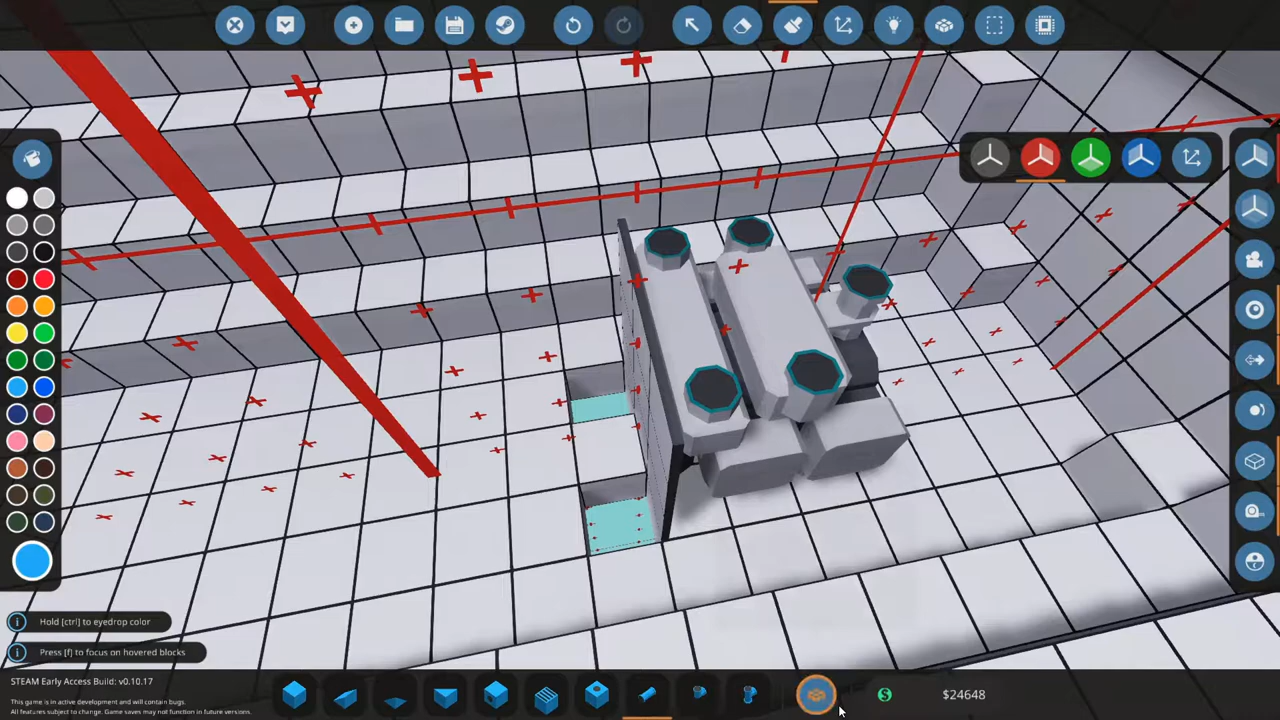 Hold [ctrl] to eyedrop color
Press [f] to focus on hovered blocks
STEAM Early Access Build: v0.10.17
This game is in active development and will contain bugs.
All features subject to change. Game saves may not function in future versions.
$24648